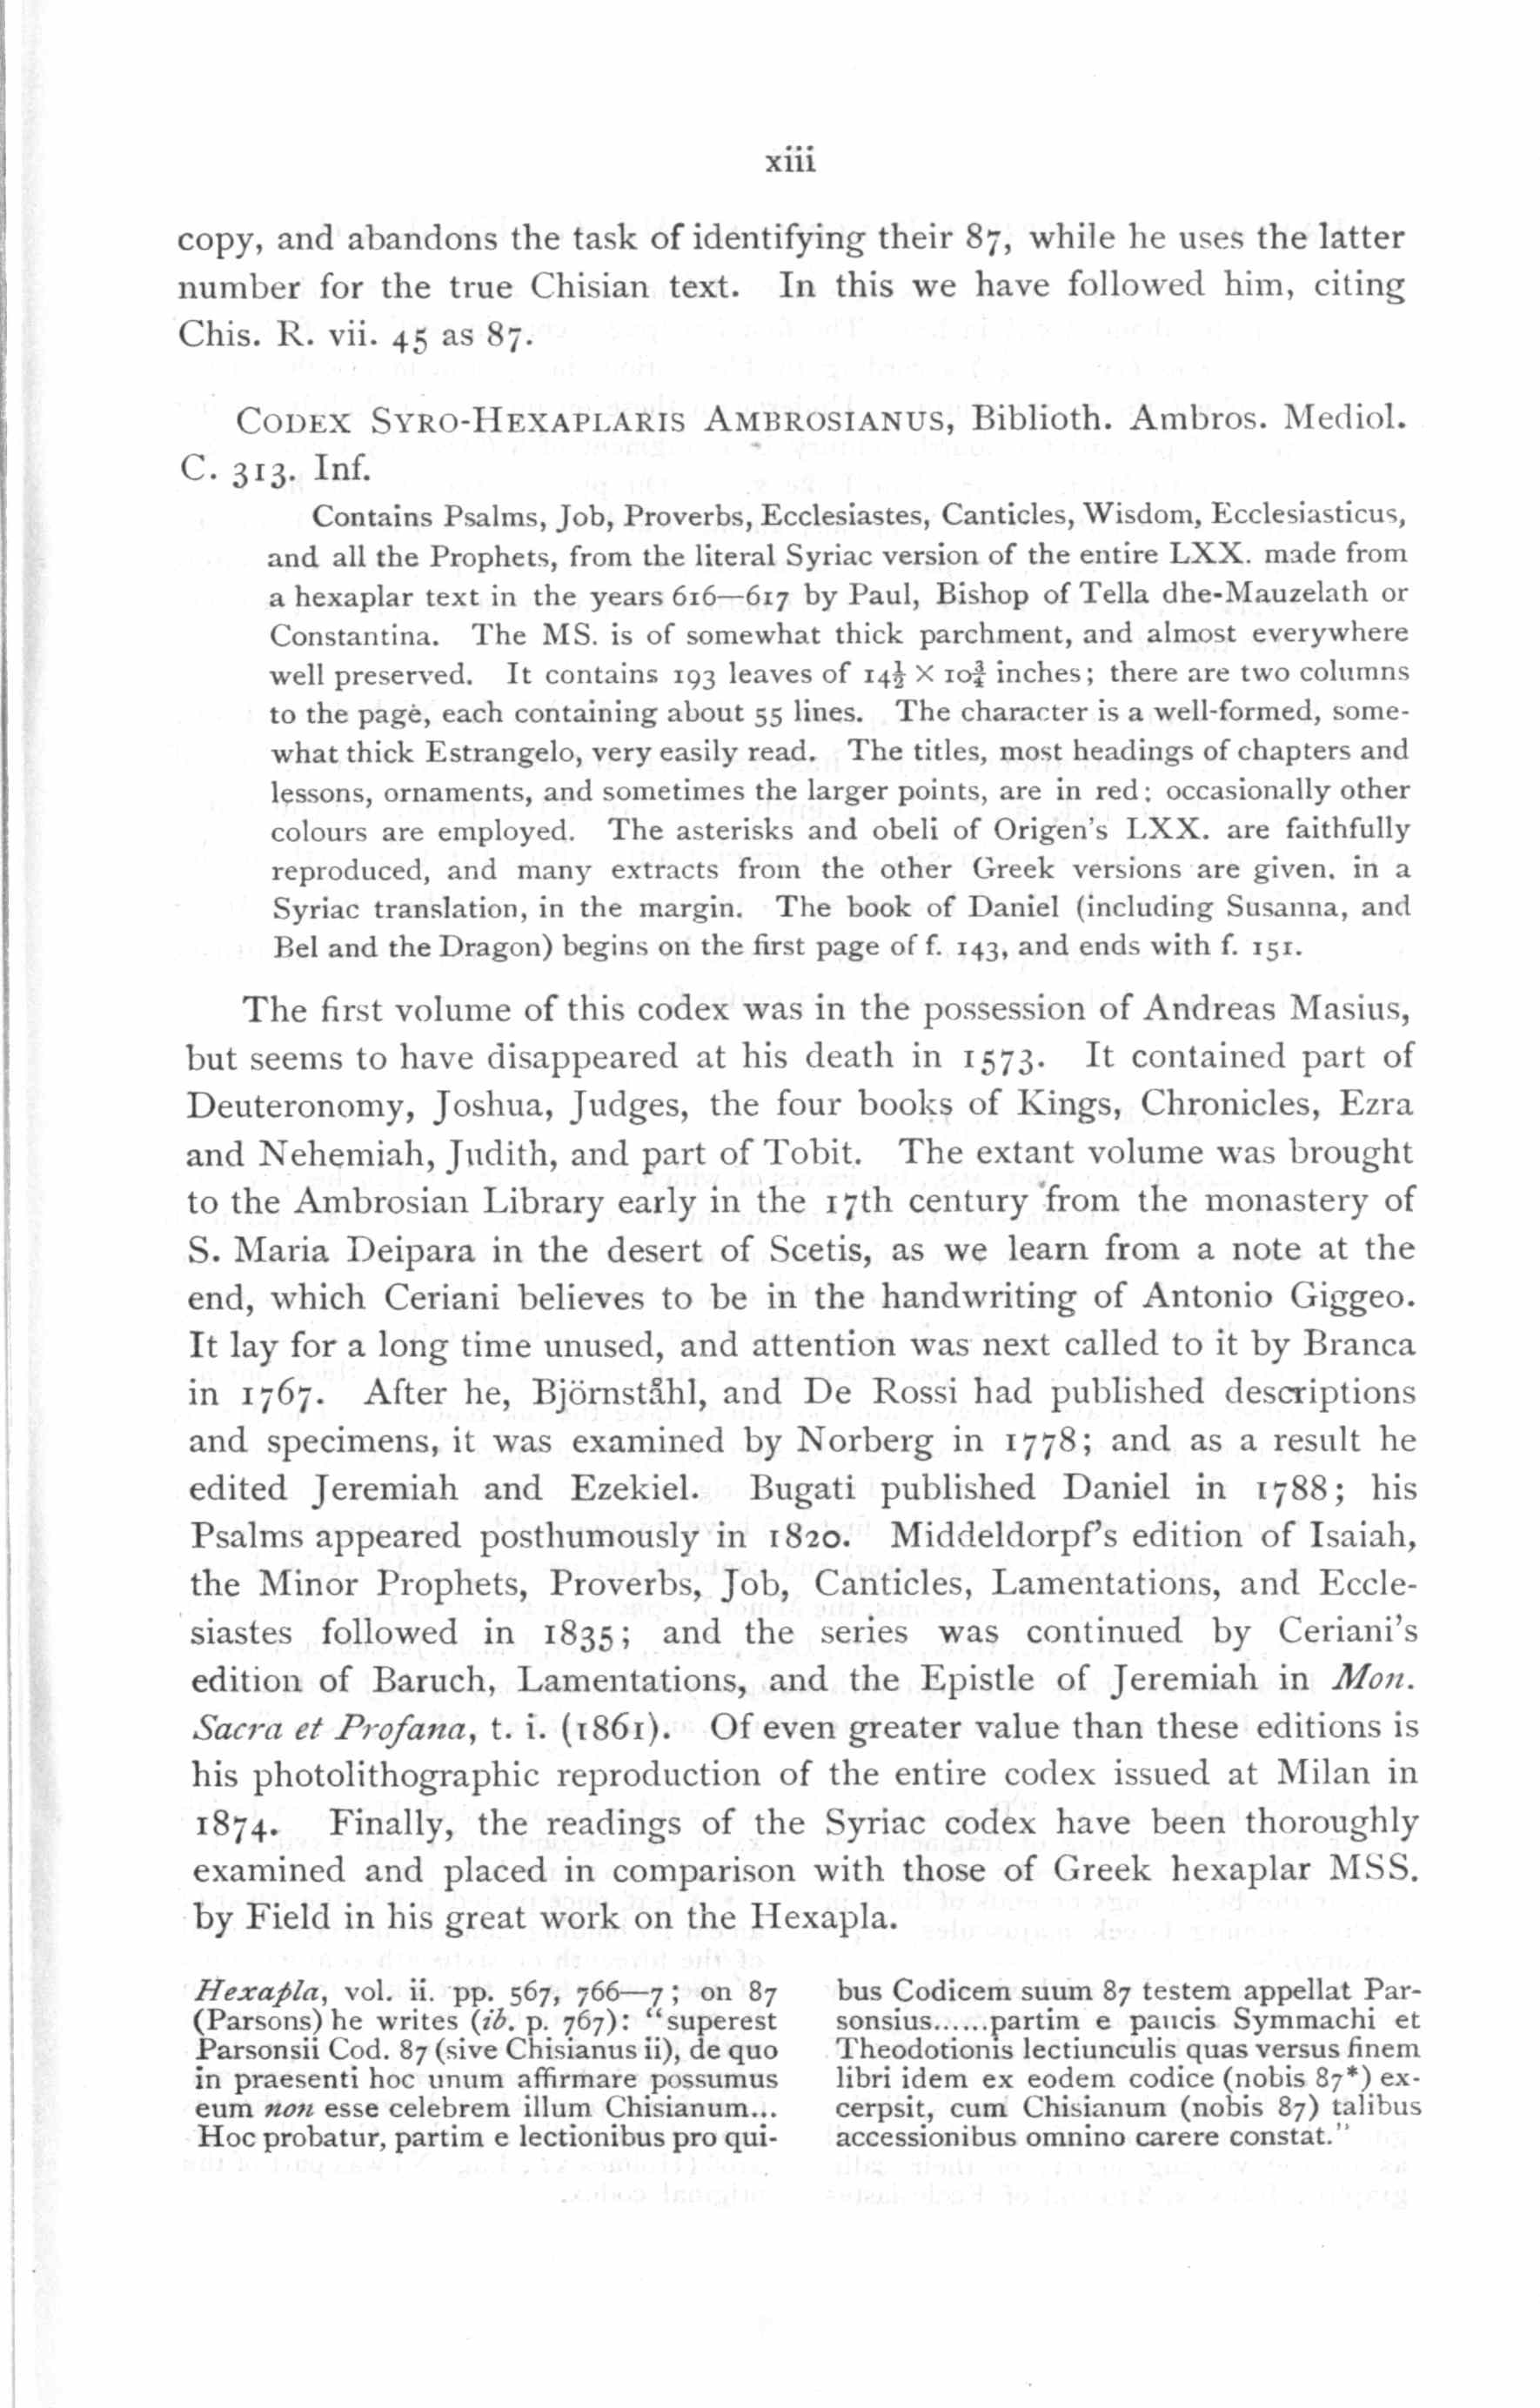 xiii
copy, and abandons the task of identifying their 87, while he uses the latter
number for the true Chisian text. In this we have followed him, citing
Chis. R. vii. 45 as 87.
CODEX SYRO-HEXAPLARIS AMBROSIANUS, Biblioth. Ambros. Mediol.
C. 313. Inf.
Contains Psalms, Job, Proverbs, Ecclesiastes, Canticles, Wisdom, Ecclesiasticus,
and all the Prophets, from the literal Syriac version of the entire LXX. made from
a hexaplar text in the years 616—617 by Paul, Bishop of Tella dhe-Mauzelath or
Constantina. The MS. is of somewhat thick parchment, and almost everywhere
well preserved. It contains 193 leaves of 14½ × 10¾ inches; there are two columns
to the page, each containing about 55 lines. The character is a well-formed, some-
what thick Estrangelo, very easily read. The titles, most headings of chapters and
lessons, ornaments, and sometimes the larger points, are in red; occasionally other
colours are employed. The asterisks and obeli of Origen's LXX. are faithfully
reproduced, and many extracts from the other Greek versions are given, in a
Syriac translation, in the margin. The book of Daniel (including Susanna, and
Bel and the Dragon) begins on the first page of f. 143, and ends with f. 151.
The first volume of this codex was in the possession of Andreas Masius,
but seems to have disappeared at his death in 1573. It contained part of
Deuteronomy, Joshua, Judges, the four books of Kings, Chronicles, Ezra
and Nehemiah, Judith, and part of Tobit. The extant volume was brought
to the Ambrosian Library early in the 17th century from the monastery of
S. Maria Deipara in the desert of Scetis, as we learn from a note at the
end, which Ceriani believes to be in the handwriting of Antonio Giggeo.
It lay for a long time unused, and attention was next called to it by Branca
in 1767. After he, Björnståhl, and De Rossi had published descriptions
and specimens, it was examined by Norberg in 1778; and as a result he
edited Jeremiah and Ezekiel. Bugati published Daniel in 1788; his
Psalms appeared posthumously in 1820. Middeldorpf's edition of Isaiah,
the Minor Prophets, Proverbs, Job, Canticles, Lamentations, and Eccle-
siastes followed in 1835; and the series was continued by Ceriani's
edition of Baruch, Lamentations, and the Epistle of Jeremiah in Mon.
Sacra et Profana, t. i. (1861). Of even greater value than these editions is
his photolithographic reproduction of the entire codex issued at Milan in
1874. Finally, the readings of the Syriac codex have been thoroughly
examined and placed in comparison with those of Greek hexaplar MSS.
by Field in his great work on the Hexapla.
Hexapla, vol. ii. pp. 567, 766—7; on 87
(Parsons) he writes (ib. p. 767): "superest
Parsonsii Cod. 87 (sive Chisianus ii), de quo
in praesenti hoc unum affirmare possumus
eum non esse celebrem illum Chisianum...
Hoc probatur, partim e lectionibus pro qui-
bus Codicem suum 87 testem appellat Par-
sonsius......partim e paucis Symmachi et
Theodotionis lectiunculis quas versus finem
libri idem ex eodem codice (nobis 87*) ex-
cerpsit, cum Chisianum (nobis 87) talibus
accessionibus omnino carere constat."